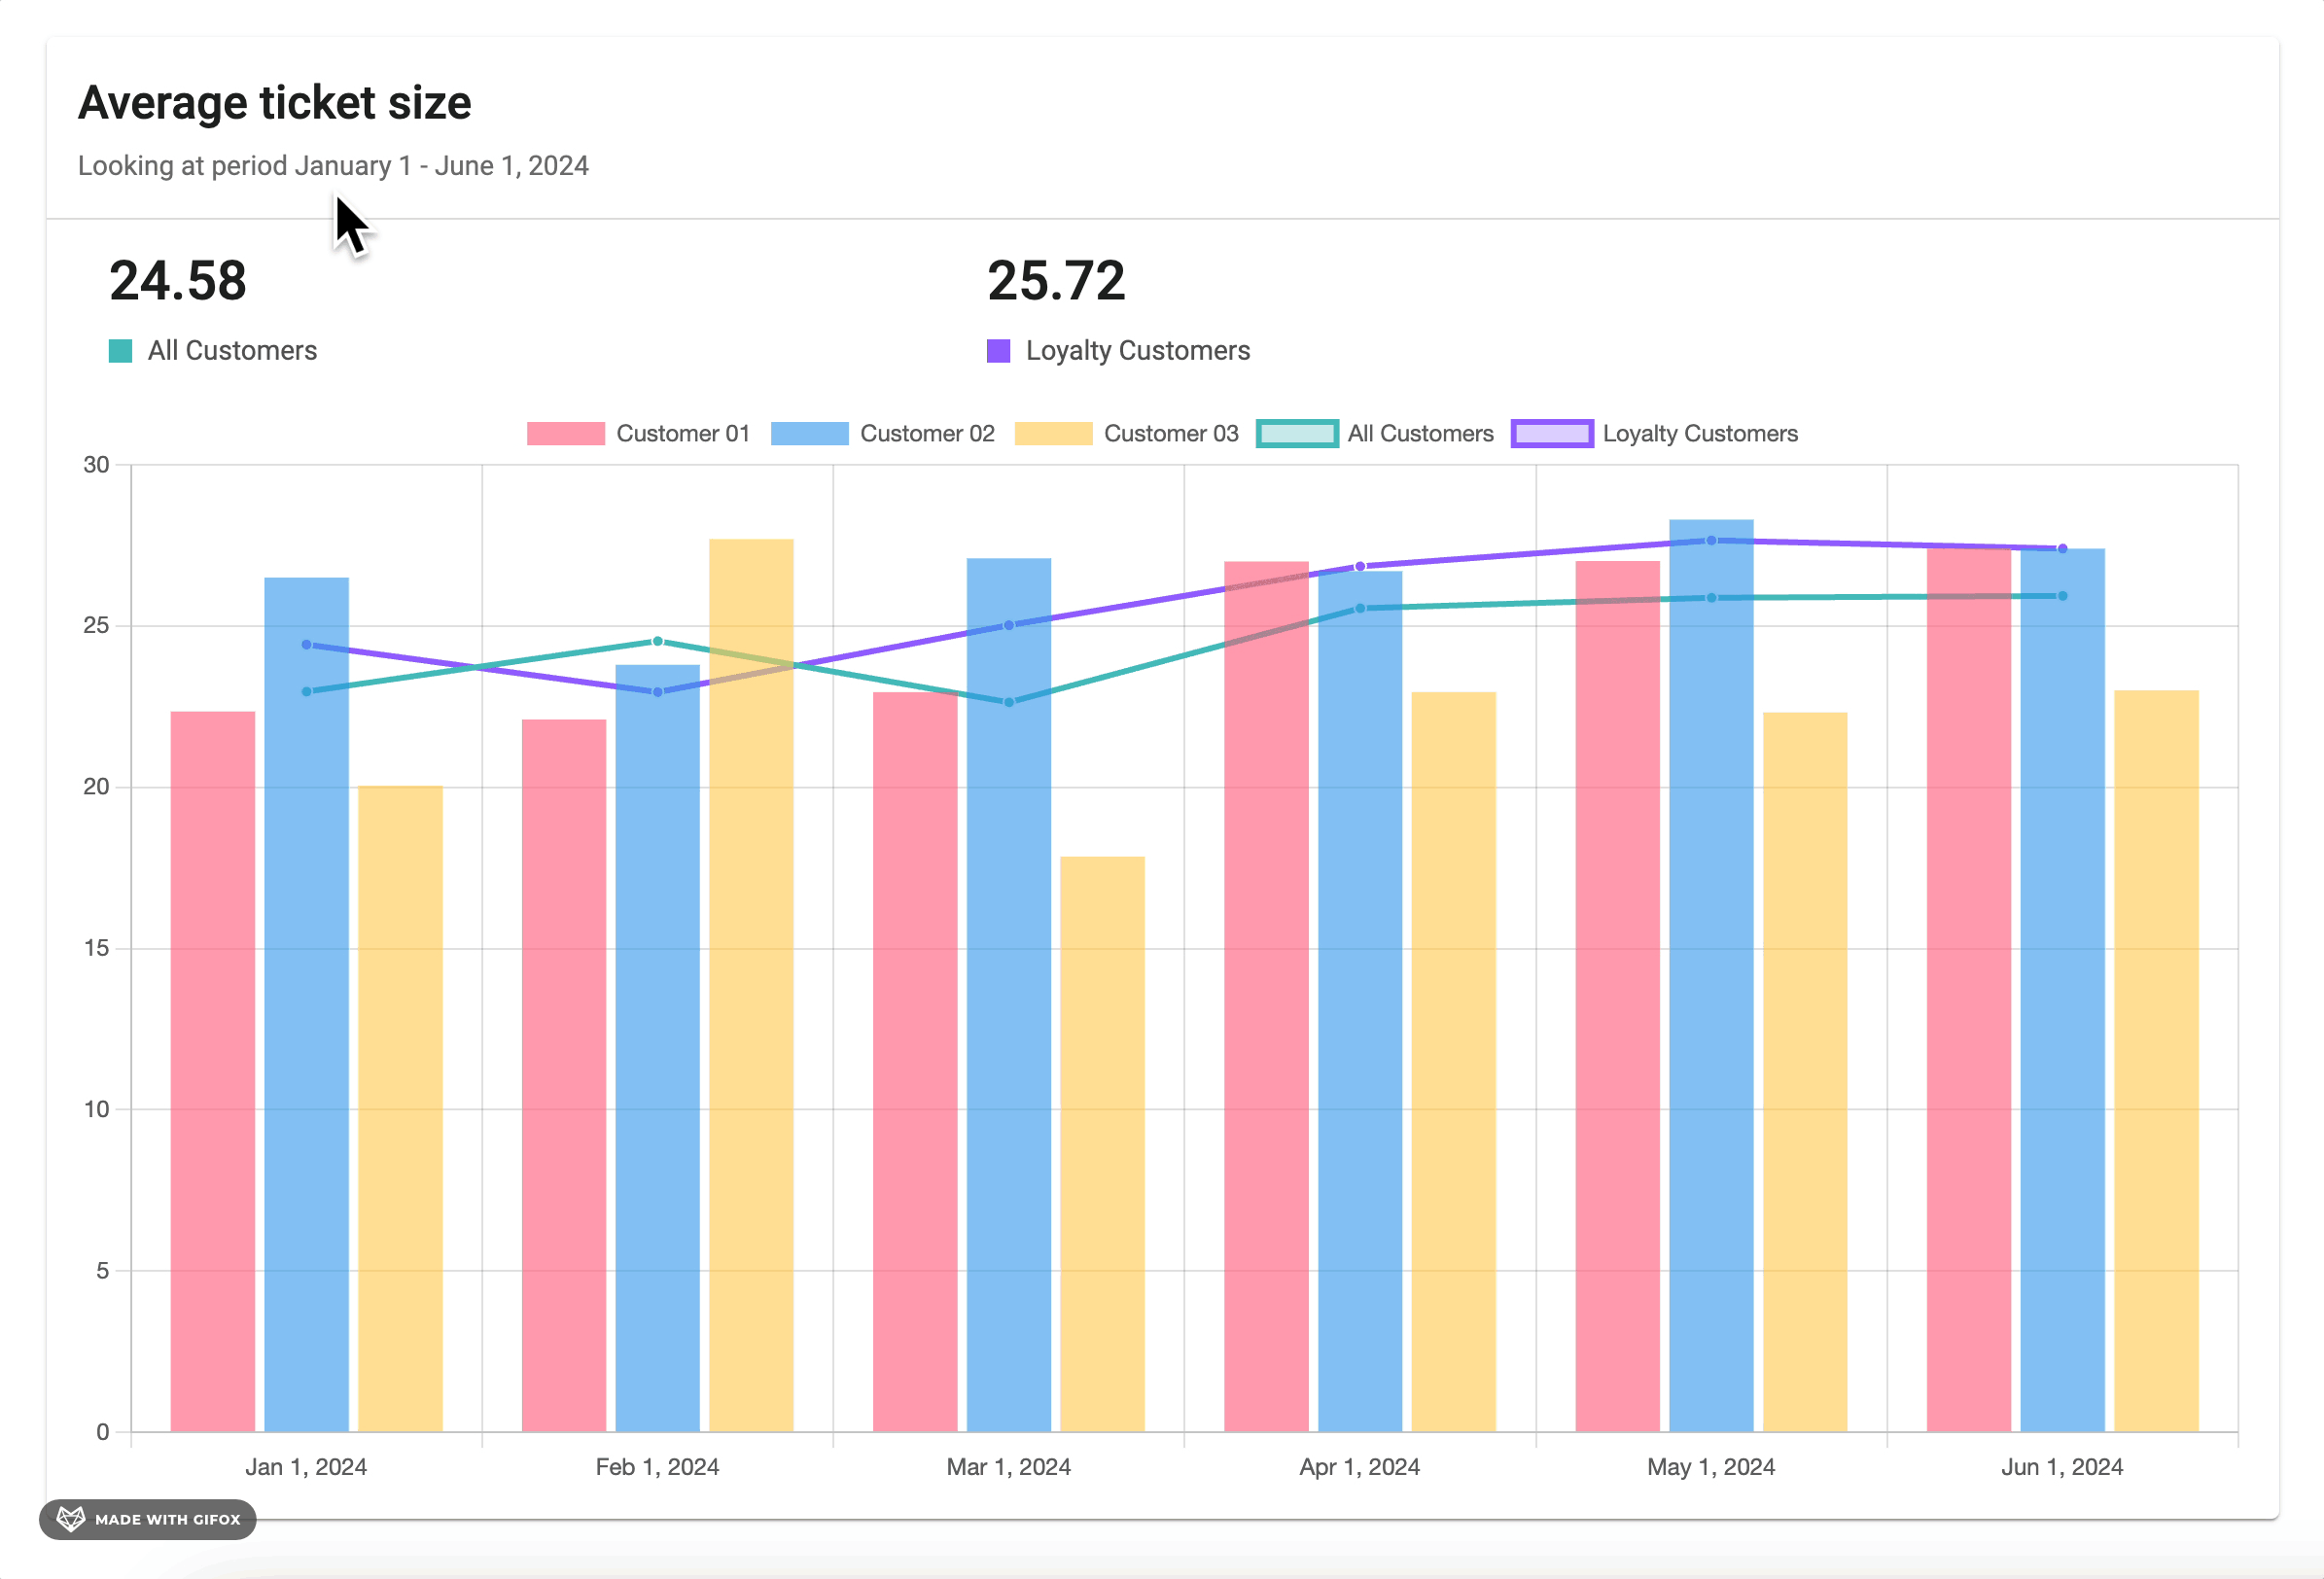 Average ticket size
Looking at period January 1 - June 1, 2024
24.58
25.72
All Customers
Loyalty Customers
Customer 01 Customer 02 Customer 03 All Customers Loyalty Customers
30
25
20
15
10
5
0
Jan 1, 2024 Feb 1, 2024 Mar 1, 2024 Apr 1, 2024 May 1, 2024 Jun 1, 2024
MADE WITH GIFOX